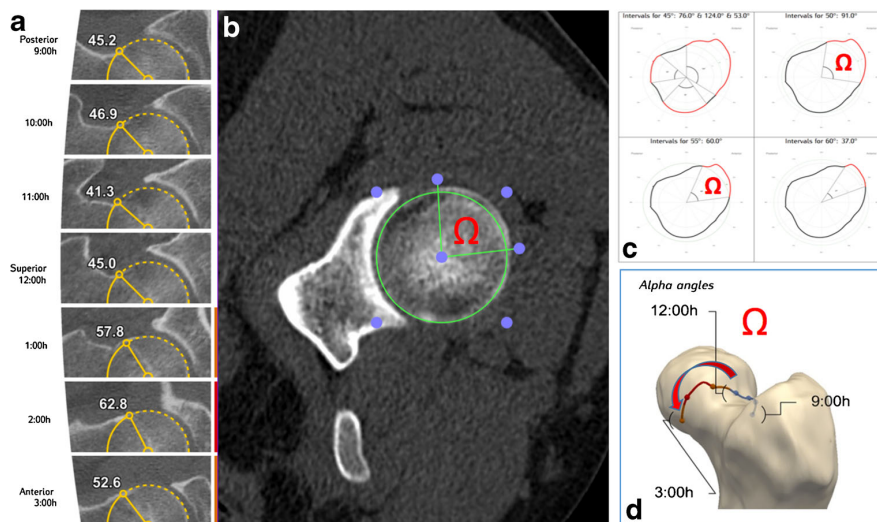 a
Posterior
9:00h
45.2
10:00h
46.9
11:00h
41.3
Superior
12:00h
45.0
1:00h
57.8
2:00h
62.8
Anterior
3:00h
52.6
b
Ω
Intervals for 45°: 76.0° & 124.0° & 53.0°
Intervals for 50°: 91.0°
Ω
Intervals for 55°: 60.0°
Intervals for 60°: 37.0°
Ω
c
Alpha angles
12:00h
Ω
9:00h
3:00h
d